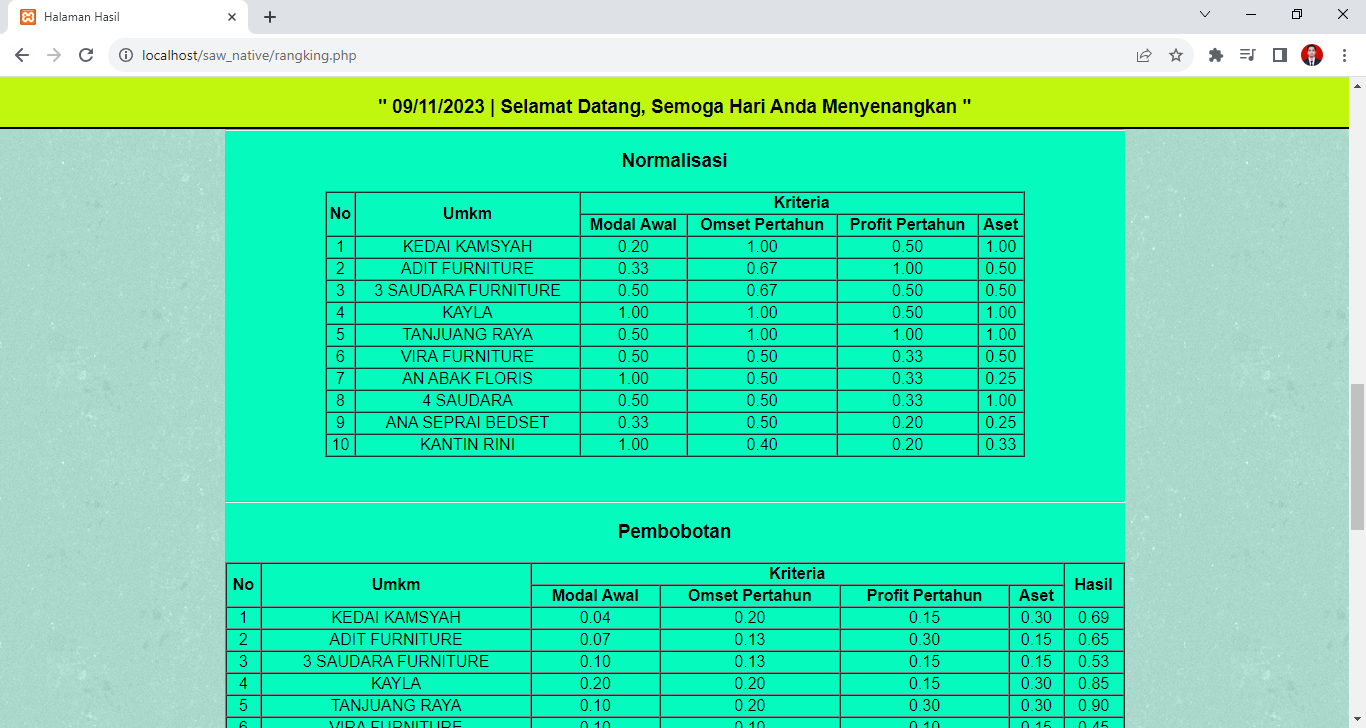 Halaman Hasil
localhost/saw_native/rangking.php
" 09/11/2023 | Selamat Datang, Semoga Hari Anda Menyenangkan "
Normalisasi
No Umkm Kriteria
Modal Awal Omset Pertahun Profit Pertahun Aset
1 KEDAI KAMSYAH 0.20 1.00 0.50 1.00
2 ADIT FURNITURE 0.33 0.67 1.00 0.50
3 3 SAUDARA FURNITURE 0.50 0.67 0.50 0.50
4 KAYLA 1.00 1.00 0.50 1.00
5 TANJUANG RAYA 0.50 1.00 1.00 1.00
6 VIRA FURNITURE 0.50 0.50 0.33 0.50
7 AN ABAK FLORIS 1.00 0.50 0.33 0.25
8 4 SAUDARA 0.50 0.50 0.33 1.00
9 ANA SEPRAI BEDSET 0.33 0.50 0.20 0.25
10 KANTIN RINI 1.00 0.40 0.20 0.33
Pembobotan
No Umkm Kriteria Hasil
Modal Awal Omset Pertahun Profit Pertahun Aset
1 KEDAI KAMSYAH 0.04 0.20 0.15 0.30 0.69
2 ADIT FURNITURE 0.07 0.13 0.30 0.15 0.65
3 3 SAUDARA FURNITURE 0.10 0.13 0.15 0.15 0.53
4 KAYLA 0.20 0.20 0.15 0.30 0.85
5 TANJUANG RAYA 0.10 0.20 0.30 0.30 0.90
6 VIRA FURNITURE 0.10 0.10 0.10 0.15 0.45